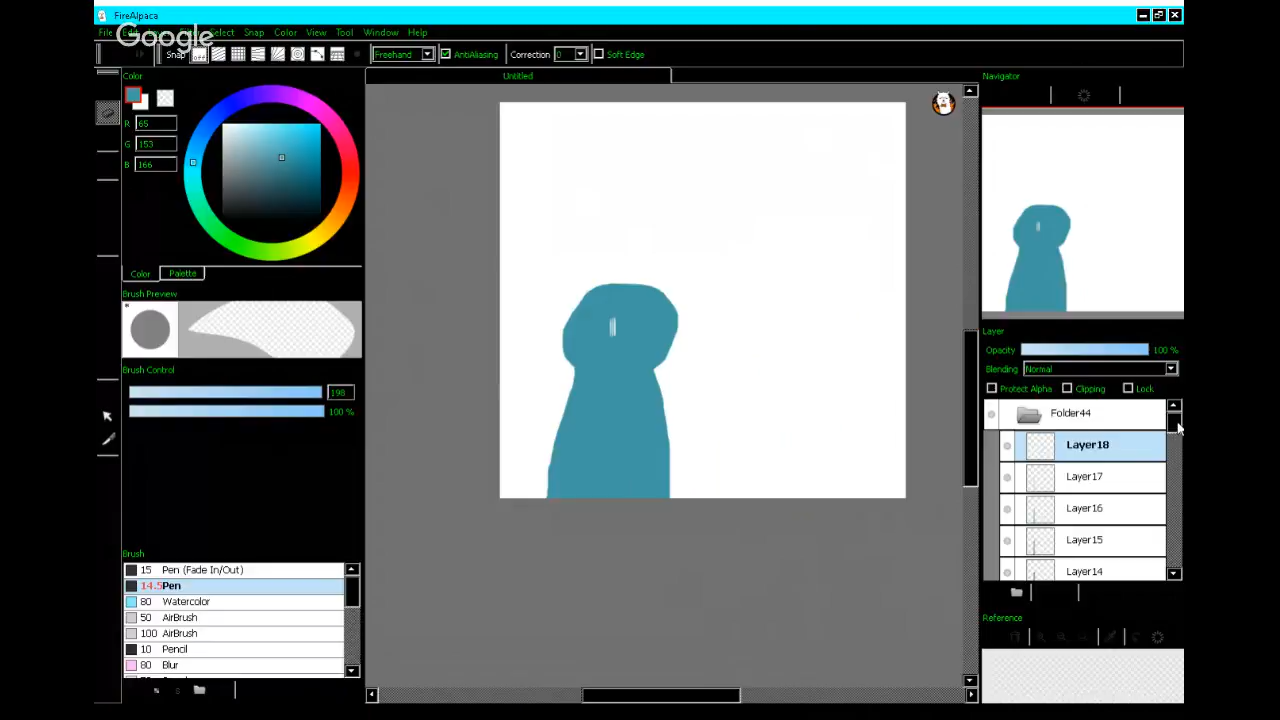 FireAlpaca
File Edit Select Snap Color View Tool Window Help
Google
Snap off Freehand AntiAliasing Correction 0 Soft Edge
Color
Untitled
Navigator
R 65
G 153
B 166
Color Palette
Brush Preview
Brush Control
198
100 %
Layer
Opacity 100 %
Blending Normal
Protect Alpha Clipping Lock
Folder44
Layer18
Layer17
Layer16
Layer15
Layer14
Brush
15 Pen (Fade In/Out)
14.5 Pen
80 Watercolor
50 AirBrush
100 AirBrush
10 Pencil
80 Blur
Reference